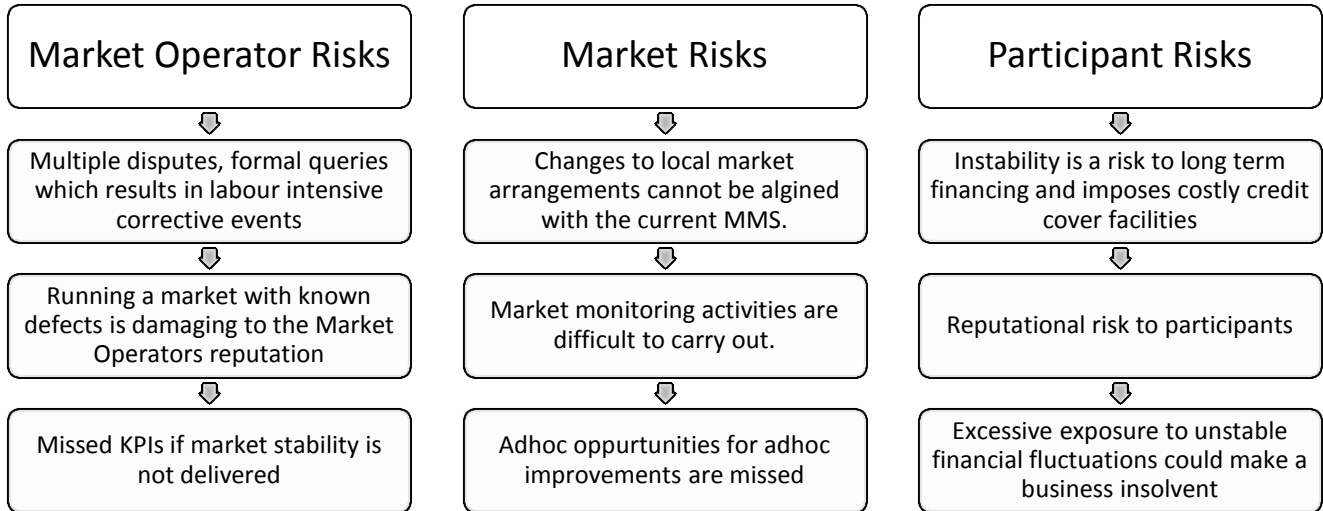 Market Operator Risks
Multiple disputes, formal queries
which results in labour intensive
corrective events
Running a market with known
defects is damaging to the Market
Operators reputation
Missed KPIs if market stability is
not delivered
Market Risks
Changes to local market
arrangements cannot be algined
with the current MMS.
Market monitoring activities are
difficult to carry out.
Adhoc oppurtunities for adhoc
improvements are missed
Participant Risks
Instability is a risk to long term
financing and imposes costly credit
cover facilities
Reputational risk to participants
Excessive exposure to unstable
financial fluctuations could make a
business insolvent